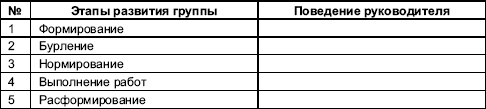 № Этапы развития группы Поведение руководителя
1 Формирование
2 Бурление
3 Нормирование
4 Выполнение работ
5 Расформирование